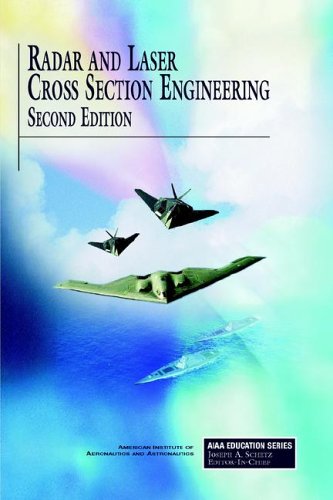 RADAR AND LASER
CROSS SECTION ENGINEERING
SECOND EDITION
AMERICAN INSTITUTE OF
AERONAUTICS AND ASTRONAUTICS
AIAA EDUCATION SERIES
JOSEPH A. SCHETZ
EDITOR-IN-CHIEF